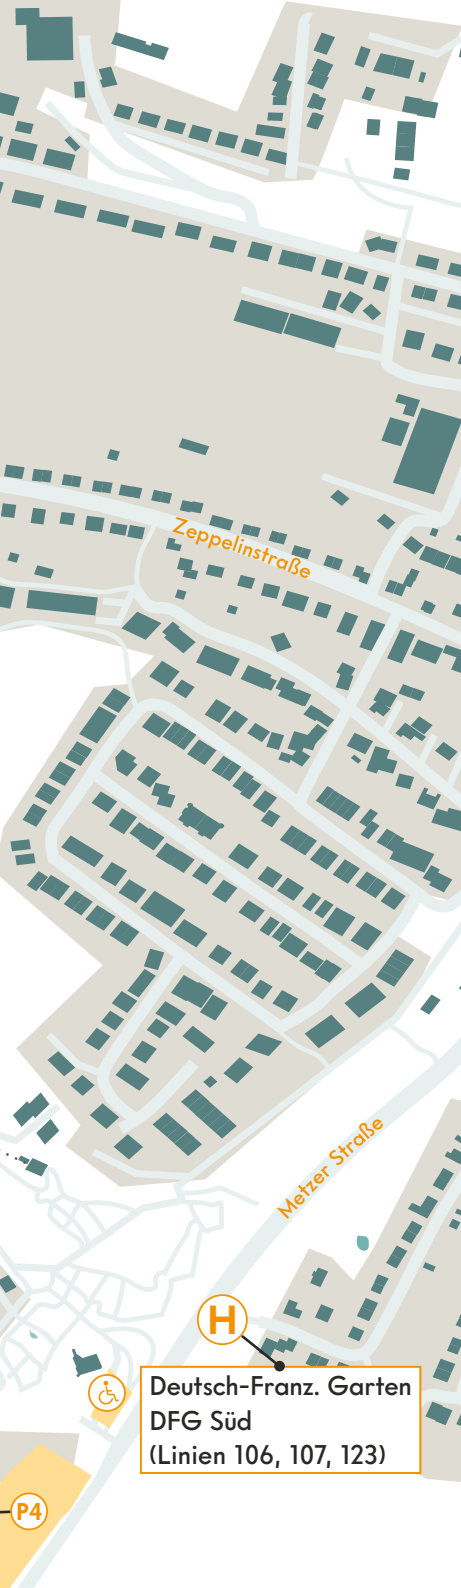 Zeppelinstraße
Metzer Straße
H
Deutsch-Franz. Garten
DFG Süd
(Linien 106, 107, 123)
P4